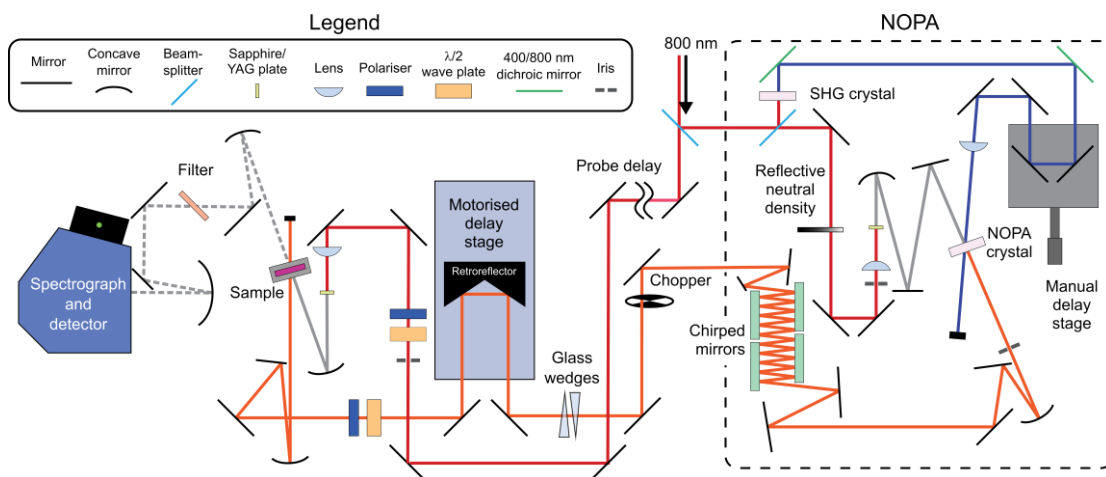 Legend
NOPA
Mirror
Concave
mirror
Beam-
splitter
Sapphire/
YAG plate
Lens
Polariser
λ/2
wave plate
400/800 nm
dichroic mirror
Iris
800 nm
SHG crystal
Probe delay
Reflective
neutral
density
Filter
Motorised
delay
stage
Retroreflector
NOPA
crystal
Manual
delay
stage
Spectrograph
and
detector
Sample
Chopper
Chirped
mirrors
Glass
wedges